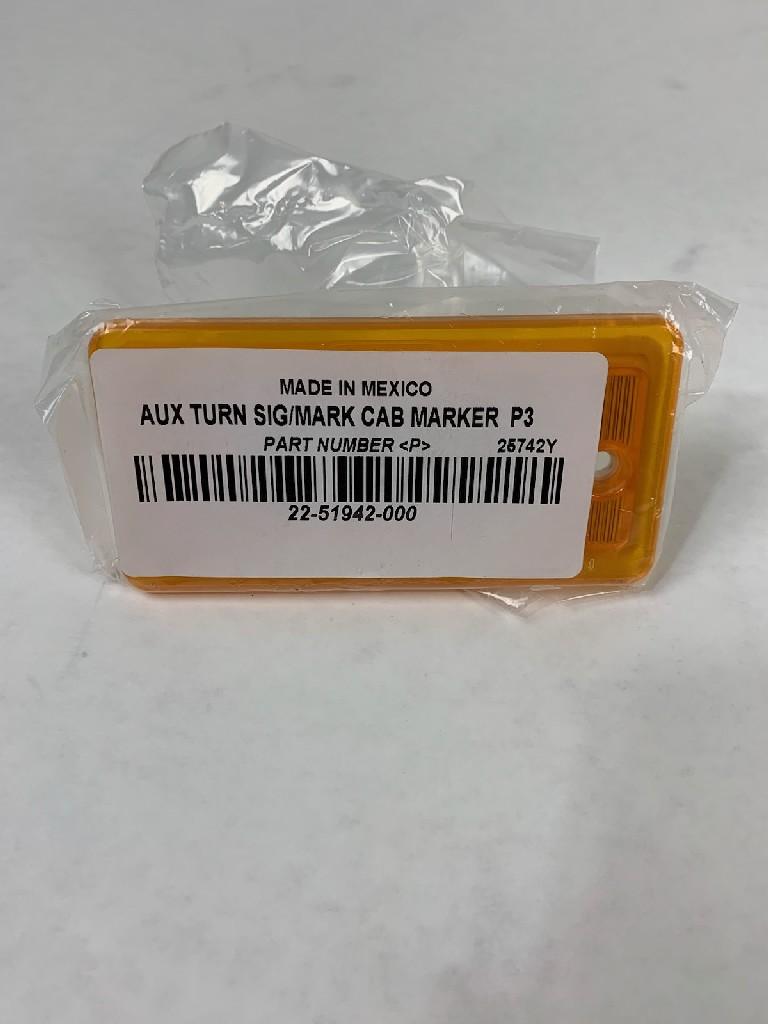 MADE IN MEXICO
AUX TURN SIG/MARK CAB MARKER P3
PART NUMBER <P> 25742Y
22-51942-000